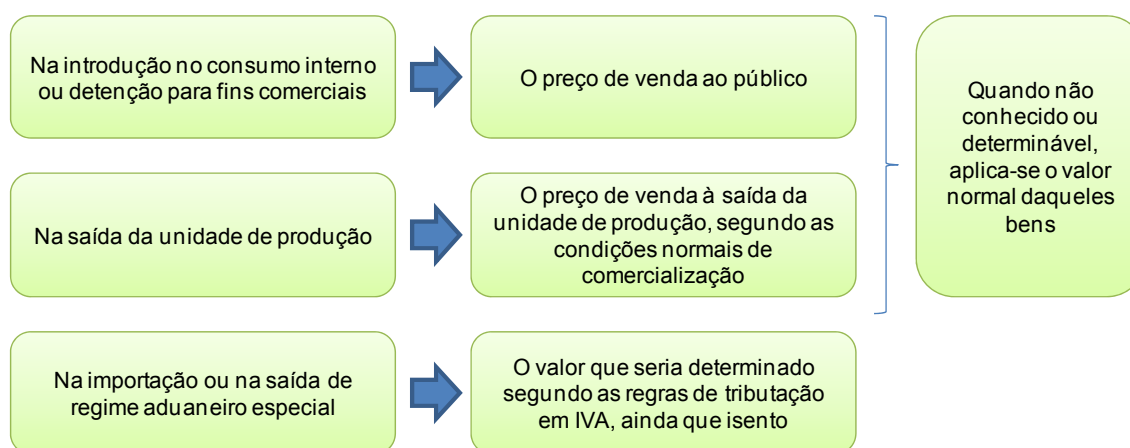 Na introdução no consumo interno
ou detenção para fins comerciais
O preço de venda ao público
Quando não
conhecido ou
determinável,
aplica-se o valor
normal daqueles
bens
Na saída da unidade de produção
O preço de venda à saída da
unidade de produção, segundo as
condições normais de
comercialização
Na importação ou na saída de
regime aduaneiro especial
O valor que seria determinado
segundo as regras de tributação
em IVA, ainda que isento